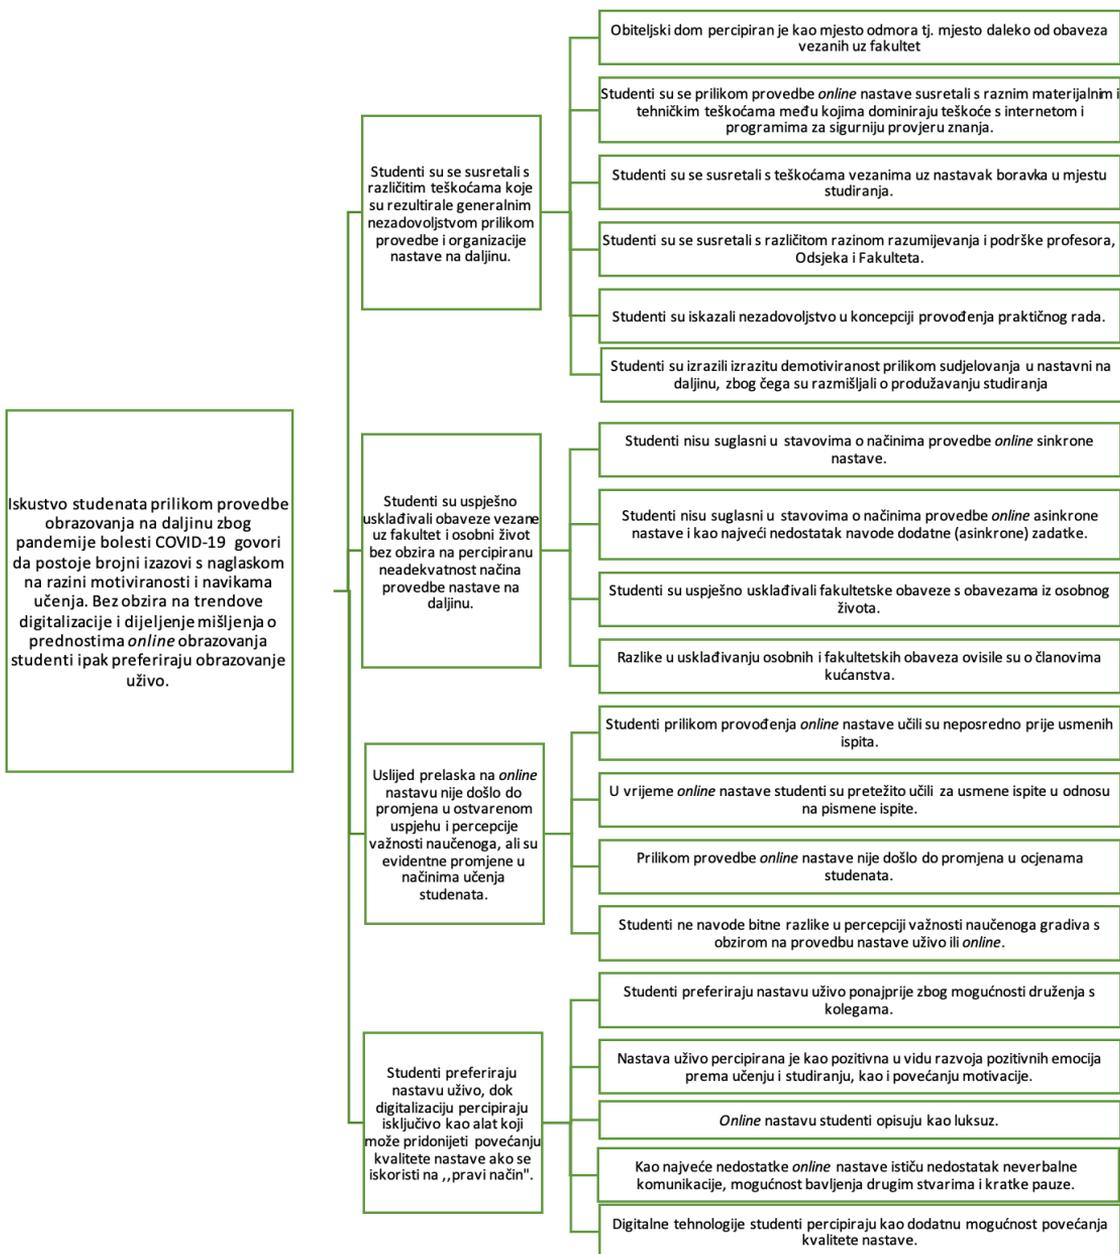 Iskustvo studenata prilikom provedbe
obrazovanja na daljinu zbog
pandemije bolesti COVID-19 govori
da postoje brojni izazovi s naglaskom
na razini motiviranosti i navikama
učenja. Bez obzira na trendove
digitalizacije i dijeljenje mišljenja o
prednostima online obrazovanja
studenti ipak preferiraju obrazovanje
uživo.
Studenti su se susretali s
različitim teškoćama koje
su rezultirale generalnim
nezadovoljstvom prilikom
provedbe i organizacije
nastave na daljinu.
Obiteljski dom percipiran je kao mjesto odmora tj. mjesto daleko od obaveza
vezanih uz fakultet
Studenti su se prilikom provedbe online nastave susretali s raznim materijalnim i
tehničkim teškoćama među kojima dominiraju teškoće s internetom i
programima za sigurniju provjeru znanja.
Studenti su se susretali s teškoćama vezanima uz nastavak boravka u mjestu
studiranja.
Studenti su se susretali s različitom razinom razumijevanja i podrške profesora,
Odsjeka i Fakulteta.
Studenti su iskazali nezadovoljstvo u koncepciji provođenja praktičnog rada.
Studenti su izrazili izrazitu demotiviranost prilikom sudjelovanja u nastavni na
daljinu, zbog čega su razmišljali o produžavanju studiranja
Studenti su uspješno
usklađivali obaveze vezane
uz fakultet i osobni život
bez obzira na percipiranu
neadekvatnost načina
provedbe nastave na
daljinu.
Studenti nisu suglasni u stavovima o načinima provedbe online sinkrone
nastave.
Studenti nisu suglasni u stavovima o načinima provedbe online asinkrone
nastave i kao najveći nedostatak navode dodatne (asinkrone) zadatke.
Studenti su uspješno usklađivali fakultetske obaveze s obavezama iz osobnog
života.
Razlike u usklađivanju osobnih i fakultetskih obaveza ovisile su o članovima
kućanstva.
Uslijed prelaska na online
nastavu nije došlo do
promjena u ostvarenom
uspjehu i percepcije
važnosti naučenoga, ali su
evidentne promjene u
načinima učenja
studenata.
Studenti prilikom provođenja online nastave učili su neposredno prije usmenih
ispita.
U vrijeme online nastave studenti su pretežito učili za usmene ispite u odnosu
na pismene ispite.
Prilikom provedbe online nastave nije došlo do promjena u ocjenama
studenata.
Studenti ne navode bitne razlike u percepciji važnosti naučenoga gradiva s
obzirom na provedbu nastave uživo ili online.
Studenti preferiraju
nastavu uživo, dok
digitalizaciju percipiraju
isključivo kao alat koji
može pridonijeti povećanju
kvalitete nastave ako se
iskoristi na ,,pravi način".
Studenti preferiraju nastavu uživo ponajprije zbog mogućnosti druženja s
kolegama.
Nastava uživo percipirana je kao pozitivna u vidu razvoja pozitivnih emocija
prema učenju i studiranju, kao i povećanju motivacije.
Online nastavu studenti opisuju kao luksuz.
Kao najveće nedostatke online nastave ističu nedostatak neverbalne
komunikacije, mogućnost bavljenja drugim stvarima i kratke pauze.
Digitalne tehnologije studenti percipiraju kao dodatnu mogućnost povećanja
kvalitete nastave.